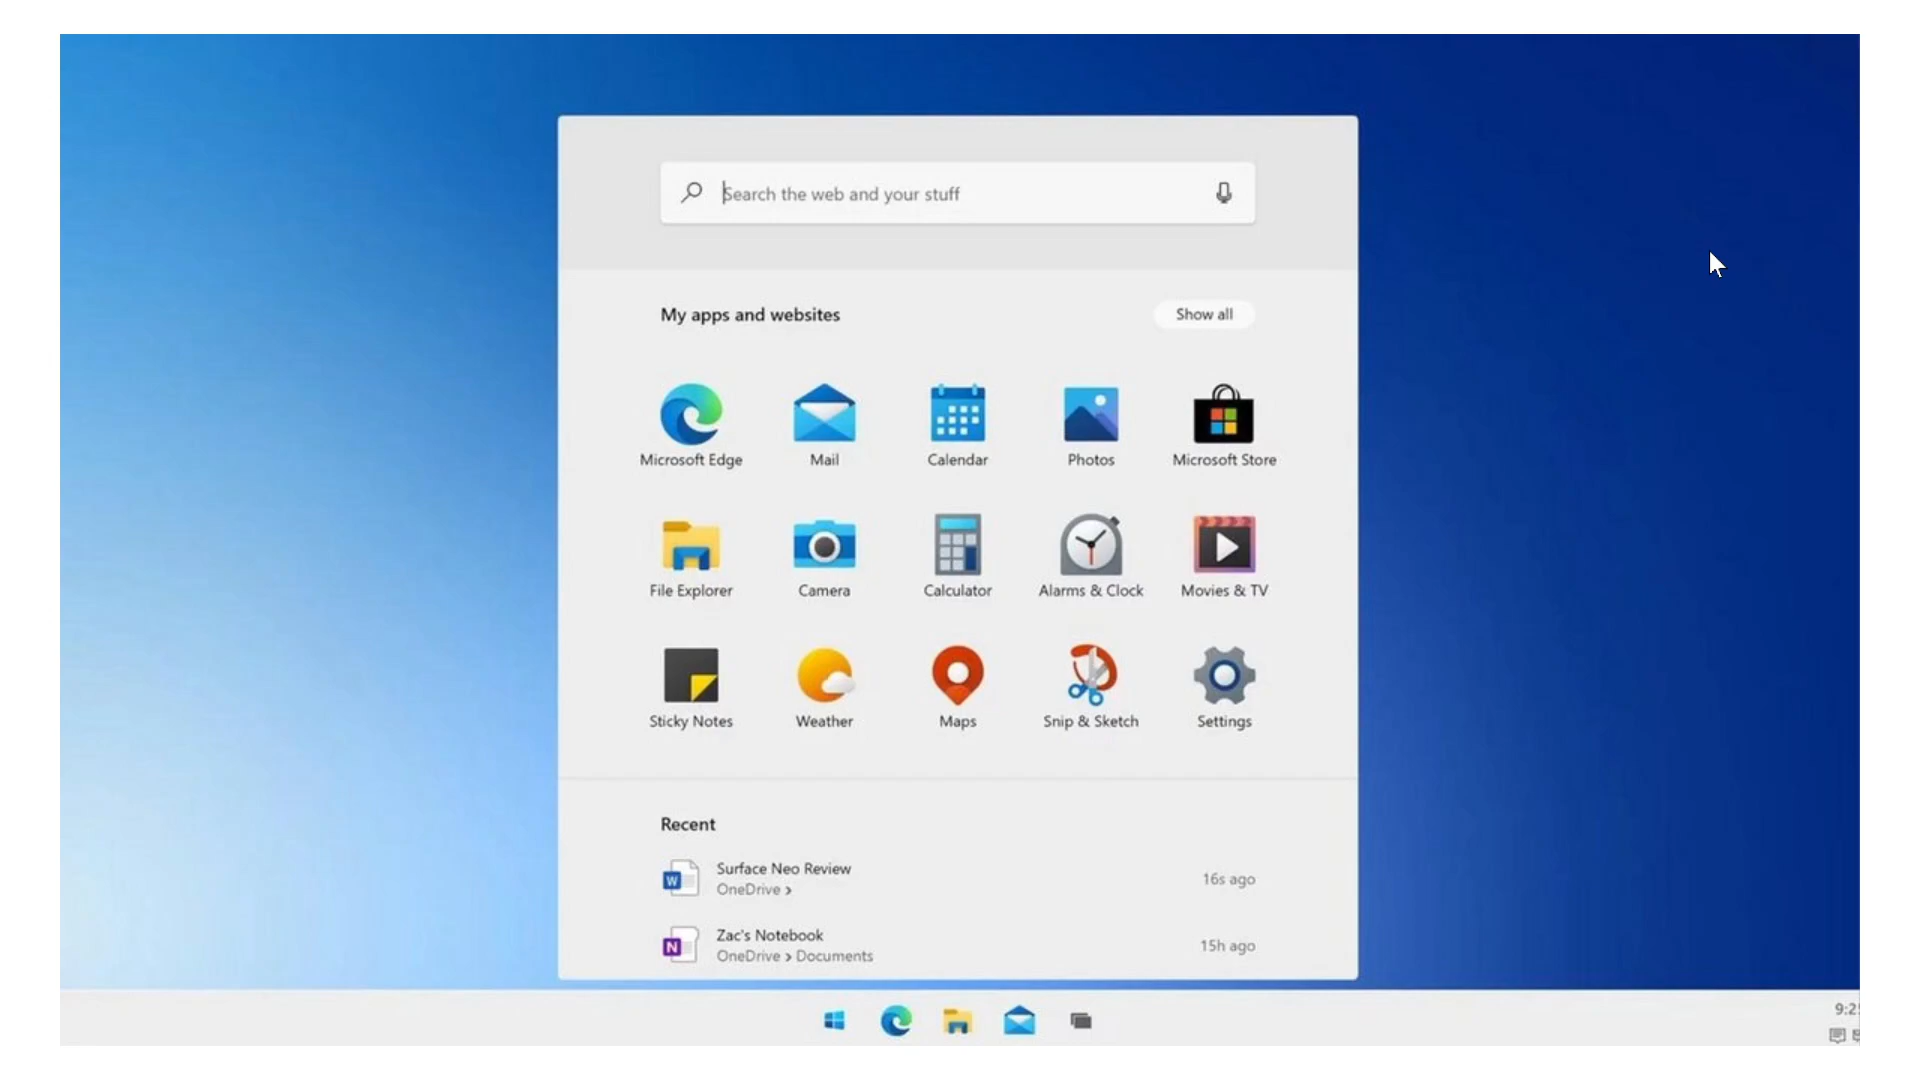 Search the web and your stuff
My apps and websites
Show all
Microsoft Edge
Mail
Calendar
Photos
Microsoft Store
File Explorer
Camera
Calculator
Alarms & Clock
Movies & TV
Sticky Notes
Weather
Maps
Snip & Sketch
Settings
Recent
W
Surface Neo Review
OneDrive >
16s ago
N
Zac's Notebook
OneDrive > Documents
15h ago